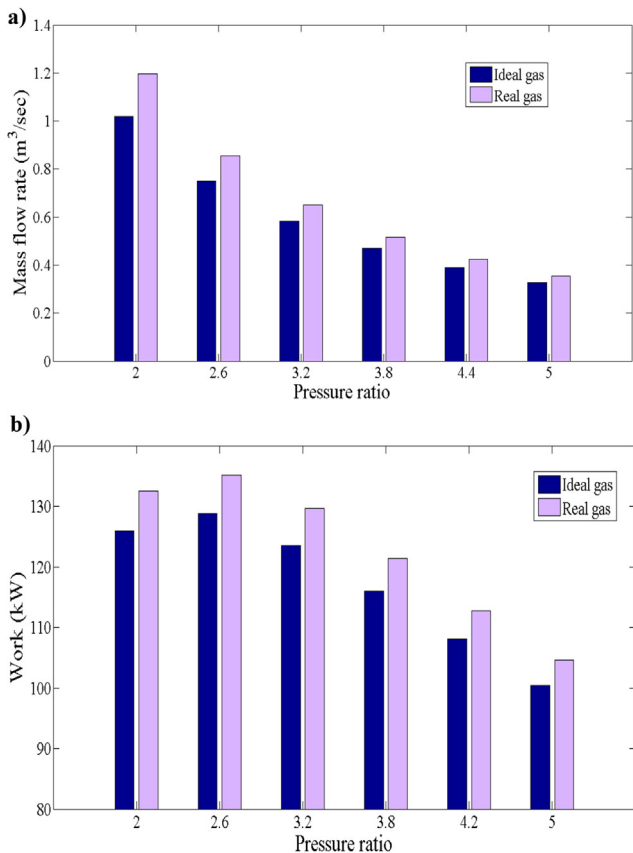 a)
1.4
1.2
1
0.8
0.6
0.4
0.2
0
Mass flow rate (m³/sec)
Ideal gas
Real gas
2 2.6 3.2 3.8 4.4 5
Pressure ratio
b)
140
130
120
110
100
90
80
Work (kW)
Ideal gas
Real gas
2 2.6 3.2 3.8 4.2 5
Pressure ratio